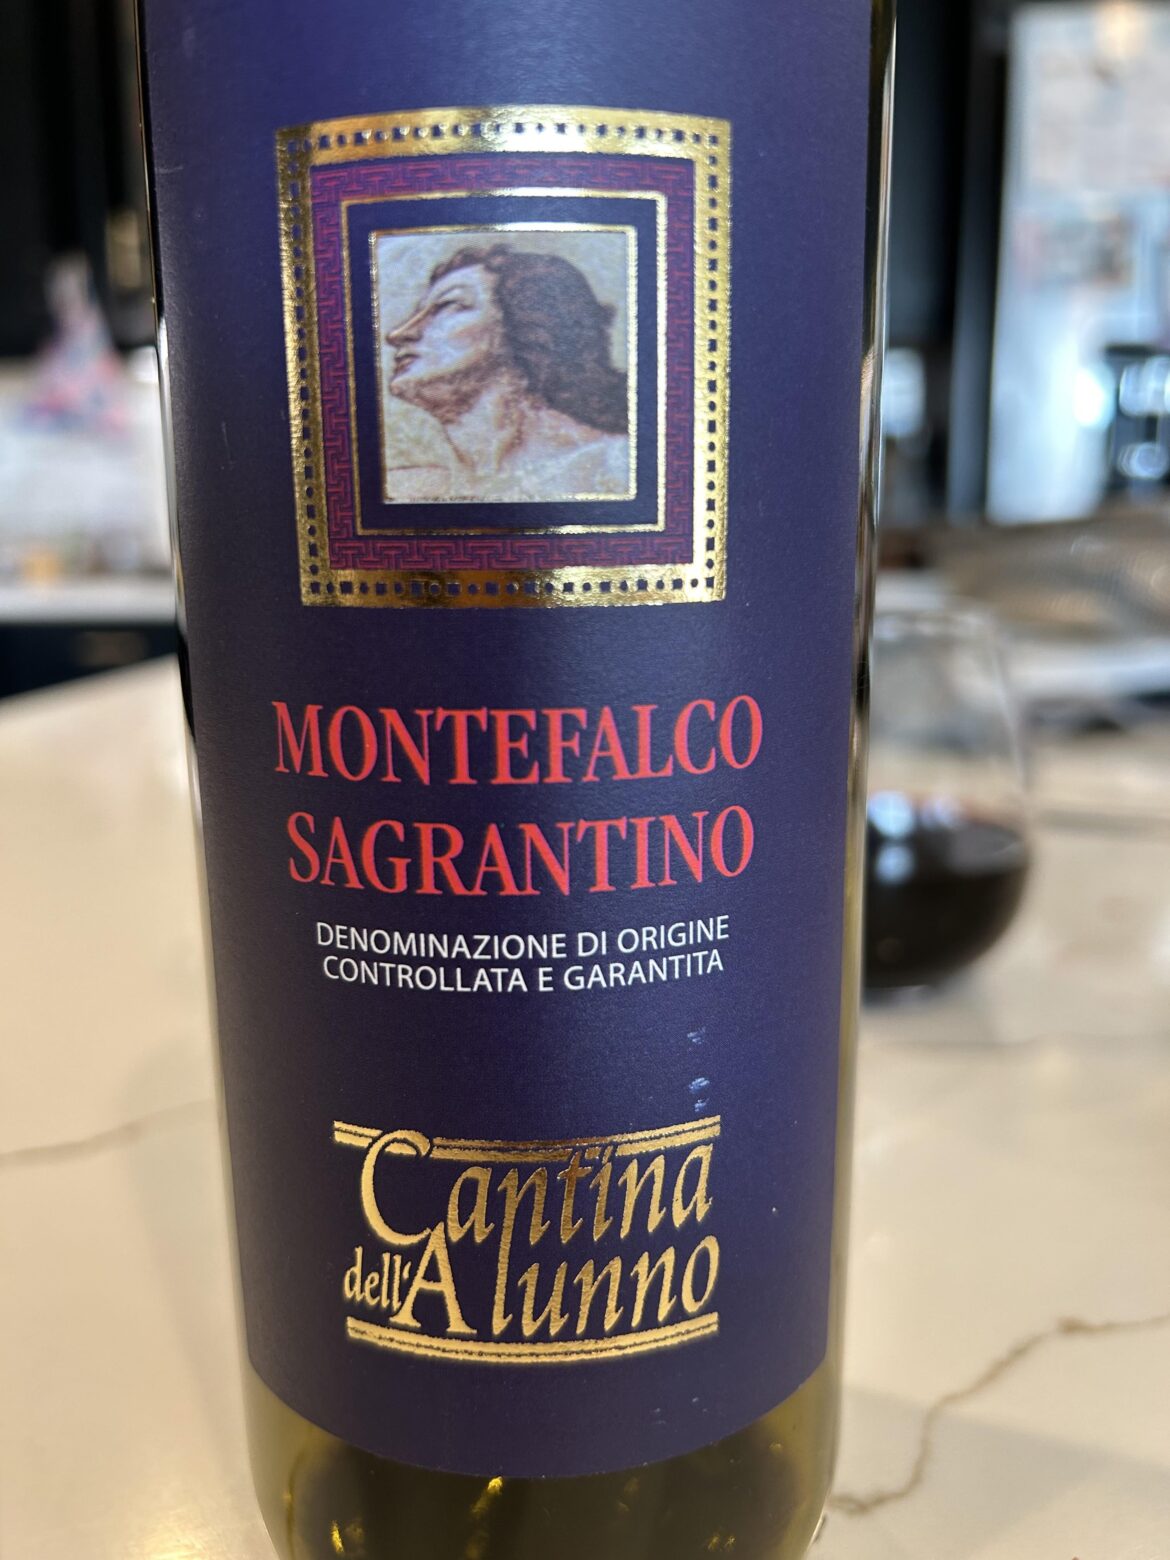 MONTEFALCO
SAGRANTINO
DENOMINAZIONE DI ORIGINE
CONTROLLATA E GARANTITA
Cantina
dell'Alunno